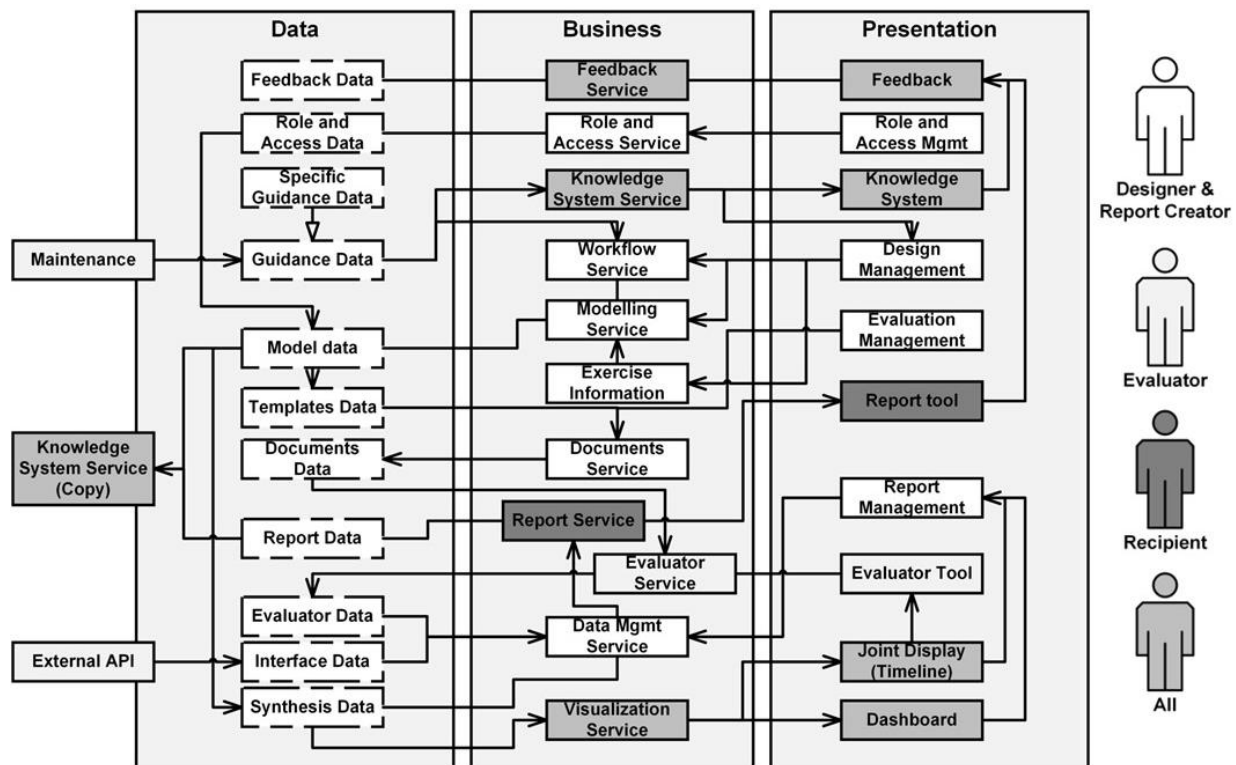 Data
Business
Presentation
Feedback Data
Feedback
Service
Feedback
Role and
Access Data
Role and
Access Service
Role and
Access Mgmt
Specific
Guidance Data
Knowledge
System Service
Knowledge
System
Maintenance
Guidance Data
Workflow
Service
Design
Management
Model data
Modelling
Service
Evaluation
Management
Templates Data
Exercise
Information
Report tool
Knowledge
System Service
(Copy)
Documents
Data
Documents
Service
Report Data
Report Service
Report
Management
Evaluator
Service
Evaluator Tool
Evaluator Data
Data Mgmt
Service
External API
Interface Data
Joint Display
(Timeline)
Synthesis Data
Visualization
Service
Dashboard
Designer &
Report Creator
Evaluator
Recipient
All